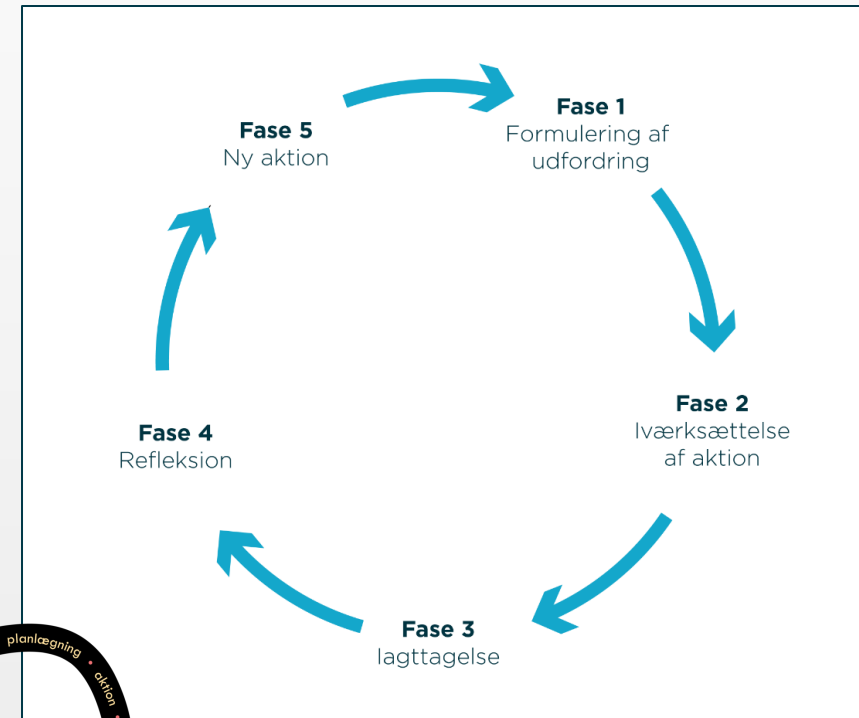 Fase 1
Formulering af
udfordring
Fase 2
Iværksættelse
af aktion
Fase 3
Iagttagelse
Fase 4
Refleksion
Fase 5
Ny aktion
planlægning • aktion •